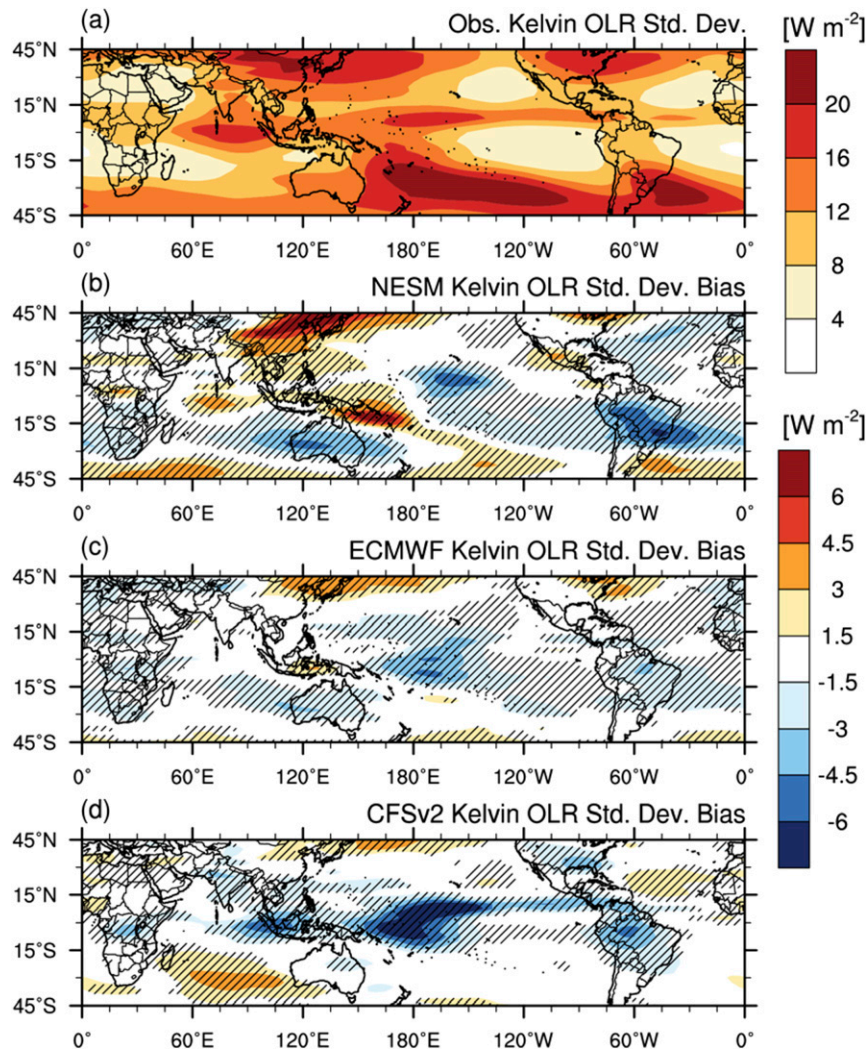 (a) Obs. Kelvin OLR Std. Dev.
[W m⁻²]
45°N
15°N
15°S
45°S
0° 60°E 120°E 180° 120°W 60°W 0°
20
16
12
8
4
(b) NESM Kelvin OLR Std. Dev. Bias
45°N
15°N
15°S
45°S
0° 60°E 120°E 180° 120°W 60°W 0°
[W m⁻²]
6
4.5
3
1.5
-1.5
-3
-4.5
-6
(c) ECMWF Kelvin OLR Std. Dev. Bias
45°N
15°N
15°S
45°S
0° 60°E 120°E 180° 120°W 60°W 0°
(d) CFSv2 Kelvin OLR Std. Dev. Bias
45°N
15°N
15°S
45°S
0° 60°E 120°E 180° 120°W 60°W 0°